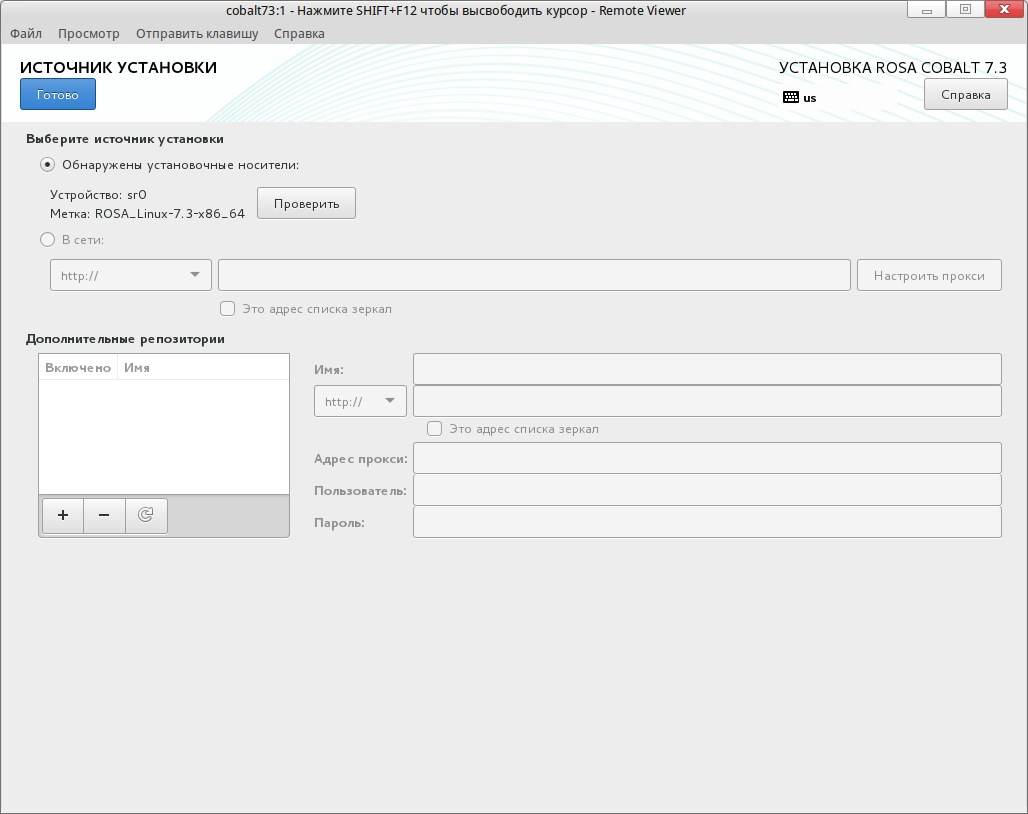 cobalt73:1 - Нажмите SHIFT+F12 чтобы высвободить курсор - Remote Viewer
Файл Просмотр Отправить клавишу Справка
ИСТОЧНИК УСТАНОВКИ
УСТАНОВКА ROSA COBALT 7.3
Готово
us
Справка
Выберите источник установки
Обнаружены установочные носители:
Устройство: sr0
Метка: ROSA_Linux-7.3-x86_64
Проверить
В сети:
http://
Настроить прокси
Это адрес списка зеркал
Дополнительные репозитории
Включено Имя
Имя:
http://
Это адрес списка зеркал
Адрес прокси:
Пользователь:
Пароль: